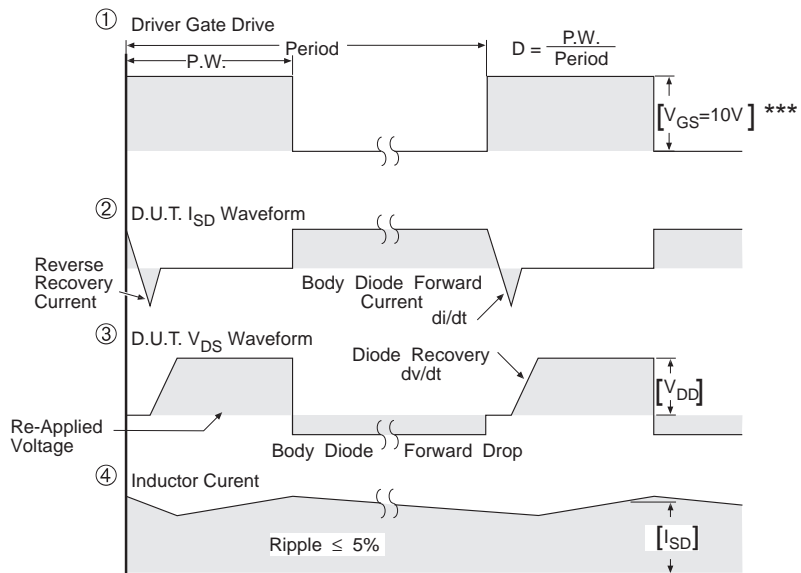 ① Driver Gate Drive
Period
P.W.
D = P.W.
Period
[VGS=10V] ***
② D.U.T. ISD Waveform
Reverse
Recovery
Current
Body Diode Forward
Current
di/dt
③ D.U.T. VDS Waveform
Diode Recovery
dv/dt
[VDD]
Re-Applied
Voltage
Body Diode Forward Drop
④ Inductor Curent
Ripple ≤ 5%
[ISD]